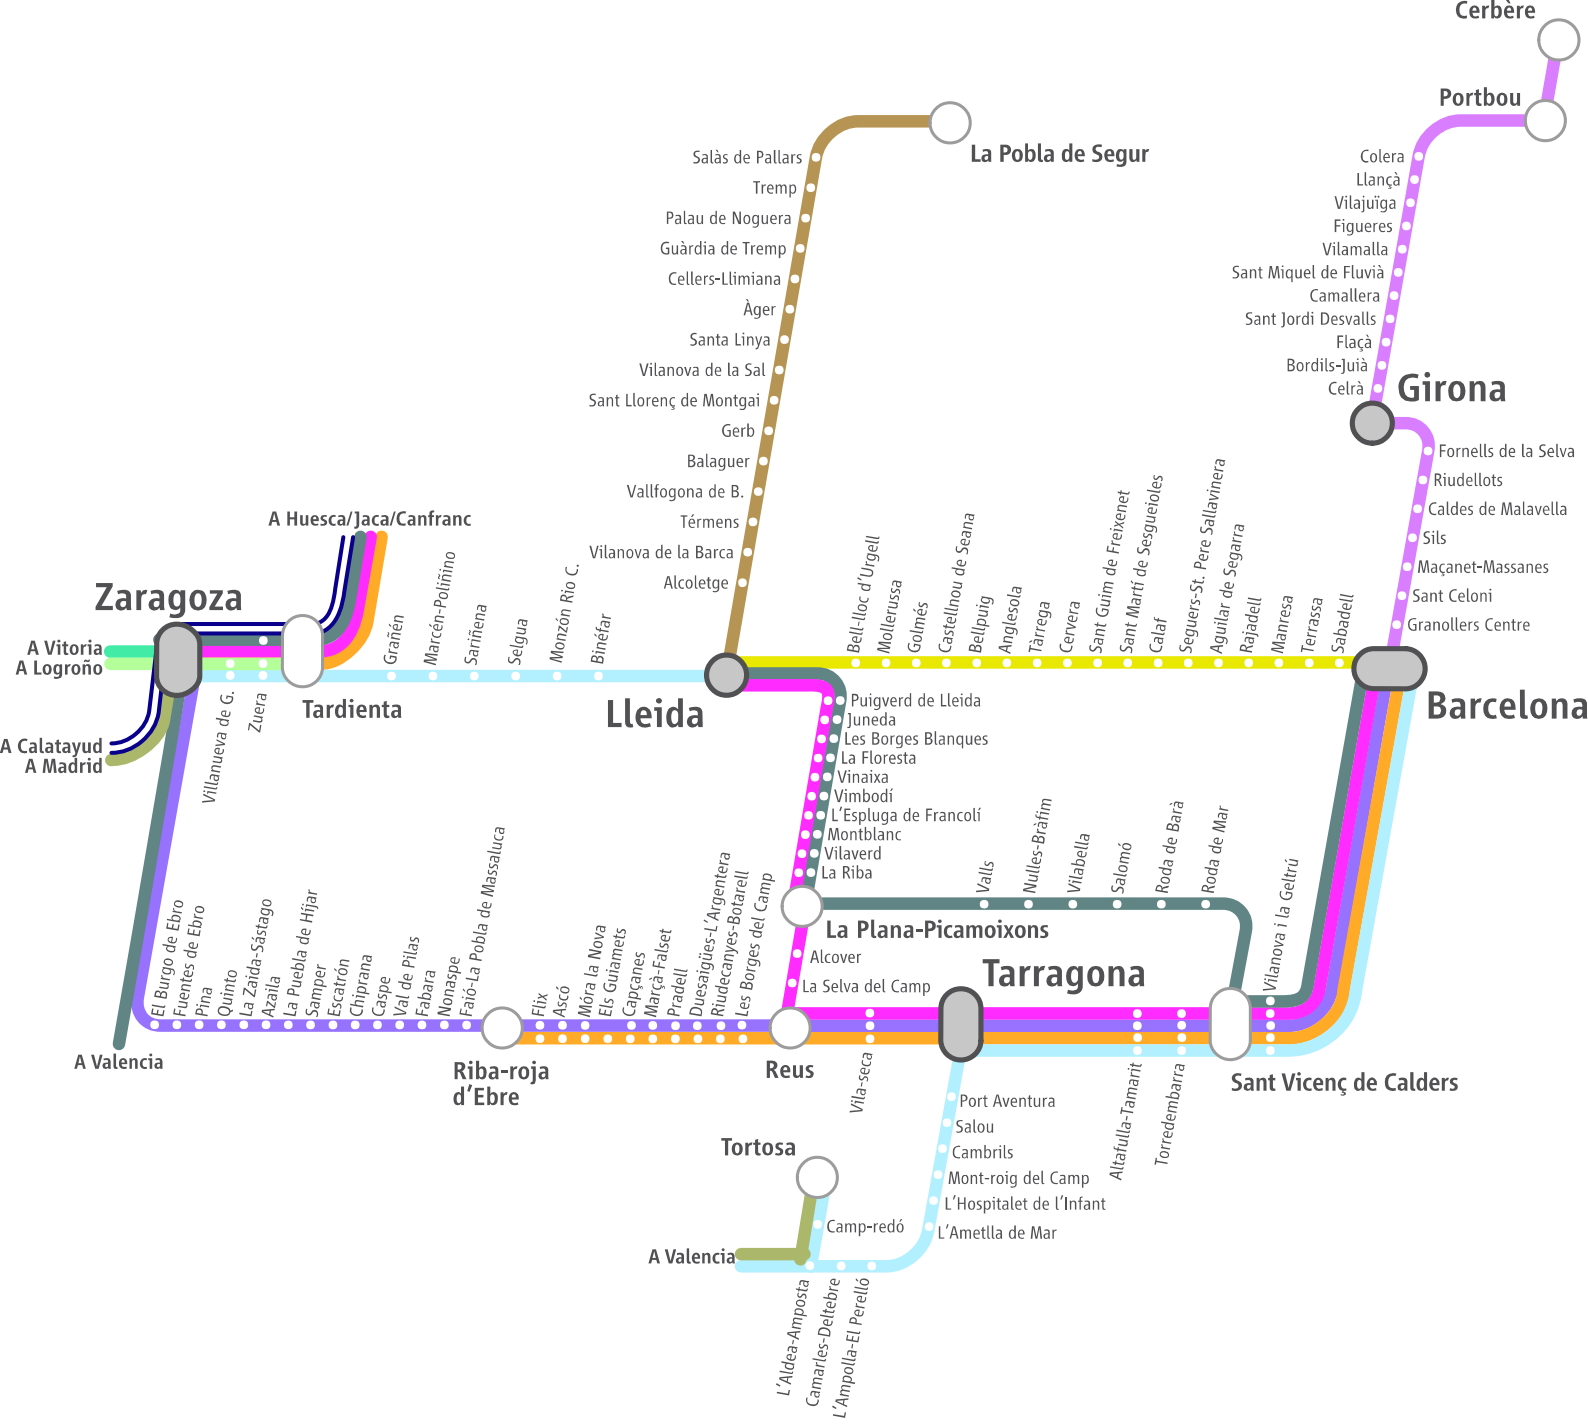 Cerbère
Portbou
Colera
Llançà
Vilajuïga
Figueres
Vilamalla
Sant Miquel de Fluvià
Camallera
Sant Jordi Desvalls
Flaçà
Bordils-Juià
Celrà
Girona
Fornells de la Selva
Riudellots
Caldes de Malavella
Sils
Maçanet-Massanes
Sant Celoni
Granollers Centre
Barcelona
La Pobla de Segur
Salàs de Pallars
Tremp
Palau de Noguera
Guàrdia de Tremp
Cellers-Llimiana
Àger
Santa Linya
Vilanova de la Sal
Sant Llorenç de Montgai
Gerb
Balaguer
Vallfogona de B.
Térmens
Vilanova de la Barca
Alcoletge
Lleida
Bell-lloc d'Urgell
Mollerussa
Golmés
Castellnou de Seana
Bellpuig
Anglesola
Tàrrega
Cervera
Sant Guim de Freixenet
Sant Martí de Sesgueioles
Calaf
Seguers-St. Pere Sallavinera
Aguilar de Segarra
Rajadell
Manresa
Terrassa
Sabadell
A Huesca/Jaca/Canfranc
Zaragoza
A Vitoria
A Logroño
A Calatayud
A Madrid
Villanueva de G.
Zuera
Tardienta
Grañén
Marcén-Poliñino
Sariñena
Selgua
Monzón Rio C.
Binéfar
Puigverd de Lleida
Juneda
Les Borges Blanques
La Floresta
Vinaixa
Vimbodí
L'Espluga de Francolí
Montblanc
Vilaverd
La Riba
La Plana-Picamoixons
Alcover
La Selva del Camp
Valls
Nulles-Bràfim
Vilabella
Salomó
Roda de Barà
Roda de Mar
Vilanova i la Geltrú
A Valencia
El Burgo de Ebro
Fuentes de Ebro
Pina
Quinto
La Zaida-Sástago
Azaila
La Puebla de Híjar
Samper
Escatrón
Chiprana
Caspe
Val de Pilas
Fabara
Nonaspe
Faió-La Pobla de Massaluca
Riba-roja
d'Ebre
Flix
Ascó
Móra la Nova
Els Guiamets
Capçanes
Marçà-Falset
Pradell
Duesaigües-L'Argentera
Riudecanyes-Botarell
Les Borges del Camp
Reus
Vila-seca
Tarragona
Altafulla-Tamarit
Torredembarra
Sant Vicenç de Calders
Port Aventura
Salou
Cambrils
Mont-roig del Camp
L'Hospitalet de l'Infant
L'Ametlla de Mar
Tortosa
Camp-redó
A Valencia
L'Aldea-Amposta
Camarles-Deltebre
L'Ampolla-El Perelló